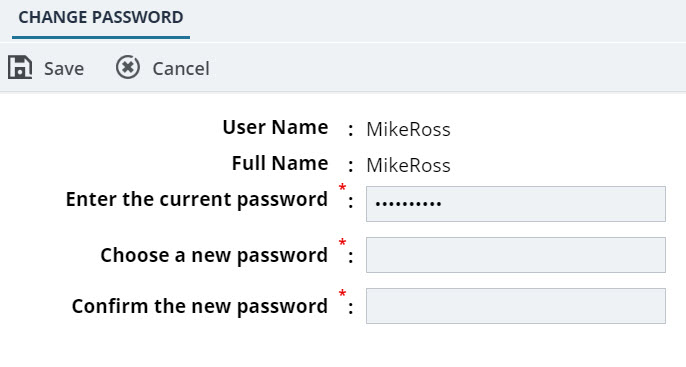 CHANGE PASSWORD
Save Cancel
User Name : MikeRoss
Full Name : MikeRoss
Enter the current password * : ••••••••••
Choose a new password * :
Confirm the new password * :